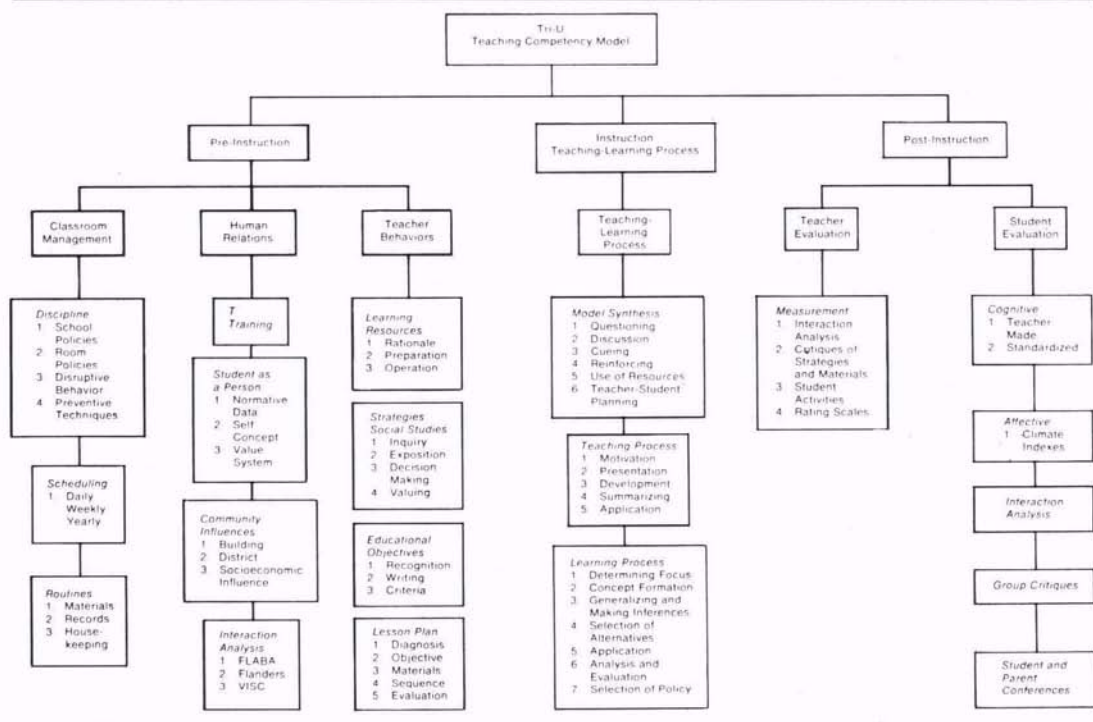 Tri-U
Teaching Competency Model
Pre-Instruction
Instruction
Teaching-Learning Process
Post-Instruction
Classroom
Management
Human
Relations
Teacher
Behaviors
Teaching-
Learning
Process
Teacher
Evaluation
Student
Evaluation
Discipline
1 School
Policies
2 Room
Policies
3 Disruptive
Behavior
4 Preventive
Techniques
Scheduling
1 Daily
Weekly
Yearly
Routines
1 Materials
2 Records
3 House-
keeping
T
Training
Student as
a Person
1 Normative
Data
2 Self
Concept
3 Value
System
Community
Influences
1 Building
2 District
3 Socioeconomic
Influence
Interaction
Analysis
1 FLABA
2 Flanders
3 VISC
Learning
Resources
1 Rationale
2 Preparation
3 Operation
Strategies
Social Studies
1 Inquiry
2 Exposition
3 Decision
Making
4 Valuing
Educational
Objectives
1 Recognition
2 Writing
3 Criteria
Lesson Plan
1 Diagnosis
2 Objective
3 Materials
4 Sequence
5 Evaluation
Model Synthesis
1 Questioning
2 Discussion
3 Cueing
4 Reinforcing
5 Use of Resources
6 Teacher-Student
Planning
Teaching Process
1 Motivation
2 Presentation
3 Development
4 Summarizing
5 Application
Learning Process
1 Determining Focus
2 Concept Formation
3 Generalizing and
Making Inferences
4 Selection of
Alternatives
5 Application
6 Analysis and
Evaluation
7 Selection of Policy
Measurement
1. Interaction
Analysis
2. Cutiques of
Strategies
and Materials
3 Student
Activities
4 Rating Scales
Cognitive
1 Teacher
Made
2 Standardized
Affective
1 Climate
Indexes
Interaction
Analysis
Group Critiques
Student and
Parent
Conferences